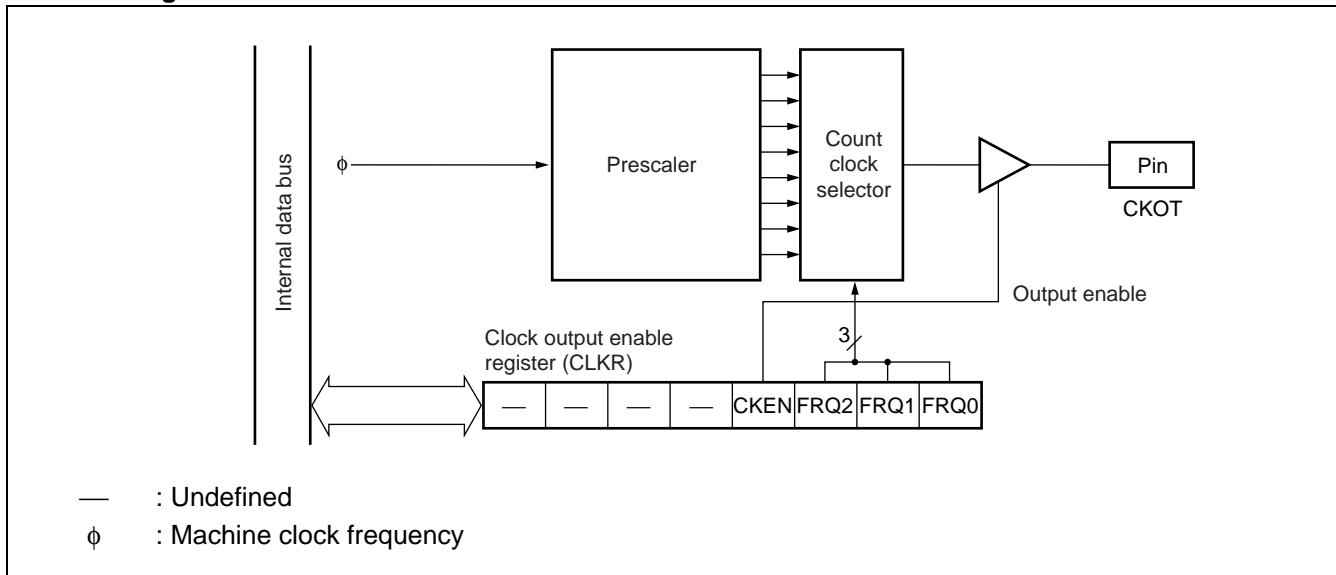 Internal data bus
ϕ
Prescaler
Count
clock
selector
Pin
CKOT
Output enable
3
Clock output enable
register (CLKR)
— — — — CKEN FRQ2 FRQ1 FRQ0
— : Undefined
ϕ : Machine clock frequency